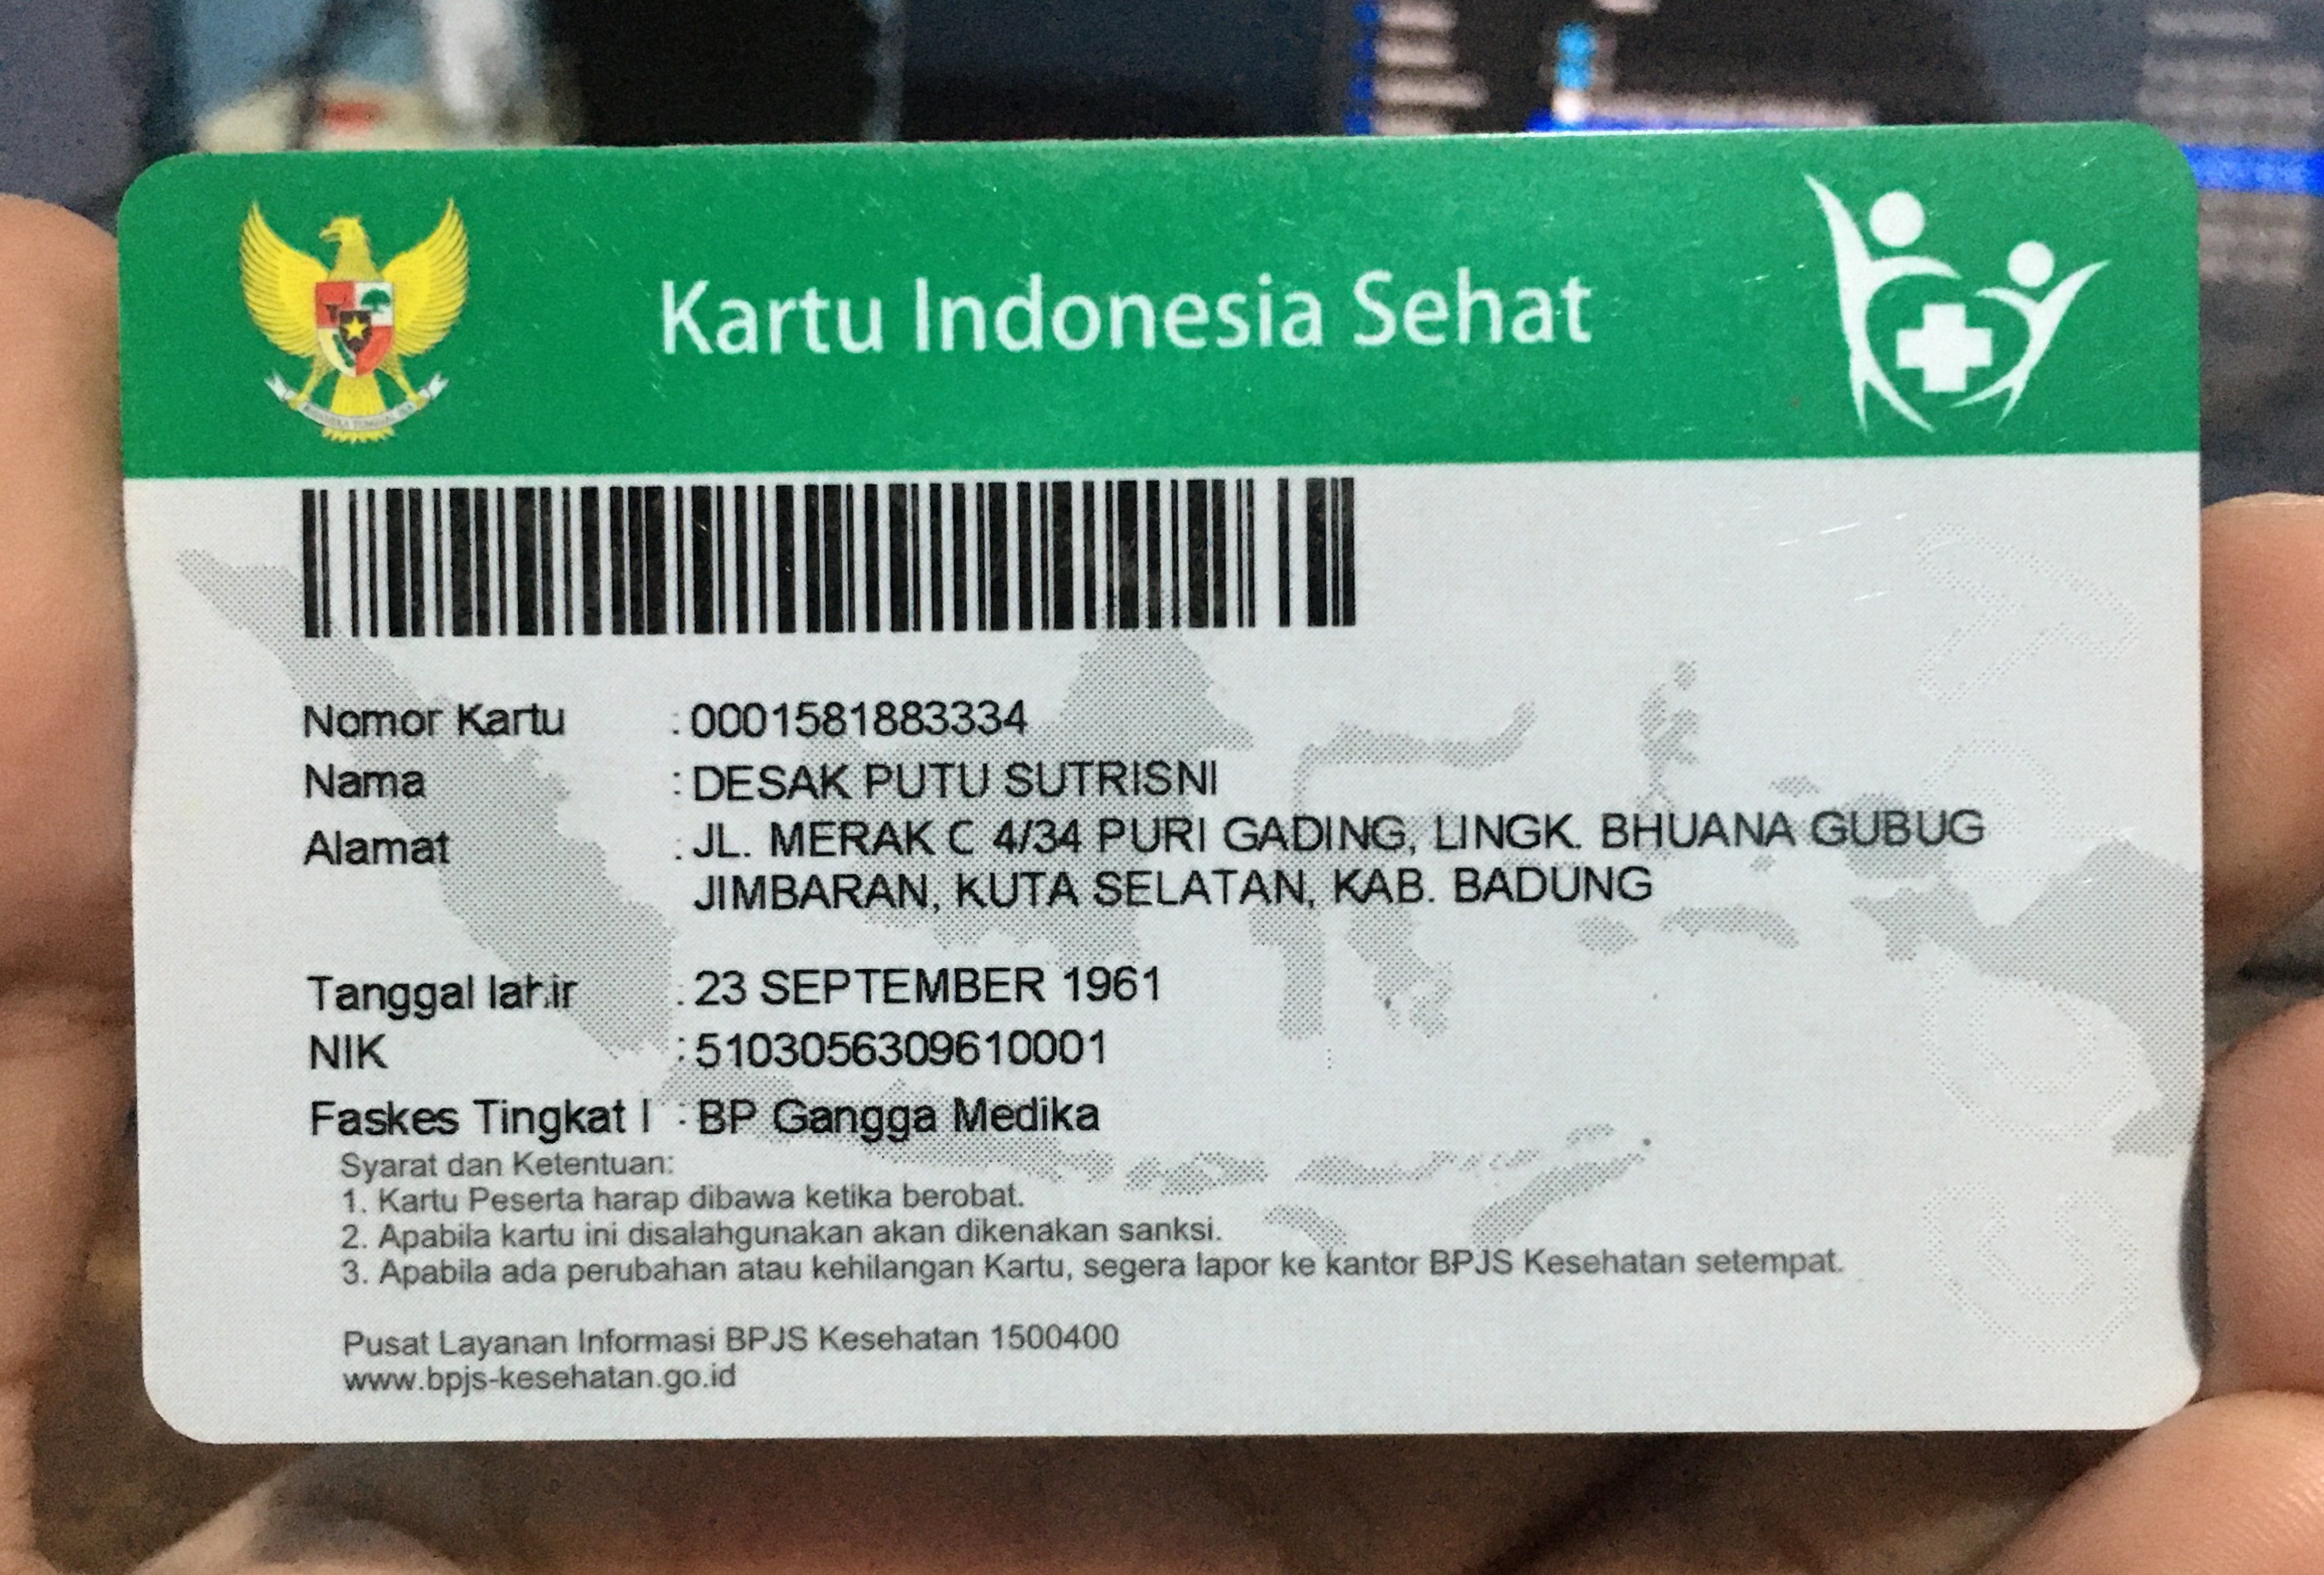 Kartu Indonesia Sehat
Nomor Kartu : 0001581883334
Nama : DESAK PUTU SUTRISNI
Alamat : JL. MERAK C 4/34 PURI GADING, LINGK. BHUANA GUBUG
JIMBARAN, KUTA SELATAN, KAB. BADUNG
Tanggal lahir : 23 SEPTEMBER 1961
NIK : 5103056309610001
Faskes Tingkat I : BP Gangga Medika
Syarat dan Ketentuan:
1. Kartu Peserta harap dibawa ketika berobat.
2. Apabila kartu ini disalahgunakan akan dikenakan sanksi.
3. Apabila ada perubahan atau kehilangan Kartu, segera lapor ke kantor BPJS Kesehatan setempat.
Pusat Layanan Informasi BPJS Kesehatan 1500400
www.bpjs-kesehatan.go.id